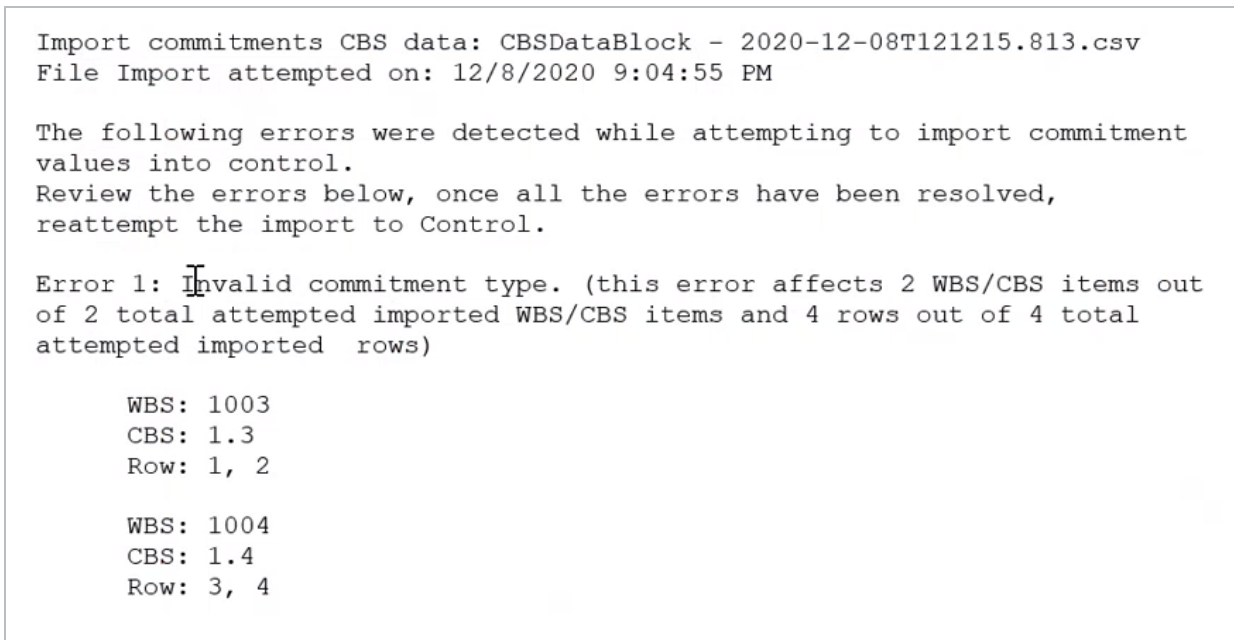 Import commitments CBS data: CBSDataBlock - 2020-12-08T121215.813.csv
File Import attempted on: 12/8/2020 9:04:55 PM
The following errors were detected while attempting to import commitment
values into control.
Review the errors below, once all the errors have been resolved,
reattempt the import to Control.
Error 1: Invalid commitment type. (this error affects 2 WBS/CBS items out
of 2 total attempted imported WBS/CBS items and 4 rows out of 4 total
attempted imported  rows)
WBS: 1003
CBS: 1.3
Row: 1, 2
WBS: 1004
CBS: 1.4
Row: 3, 4